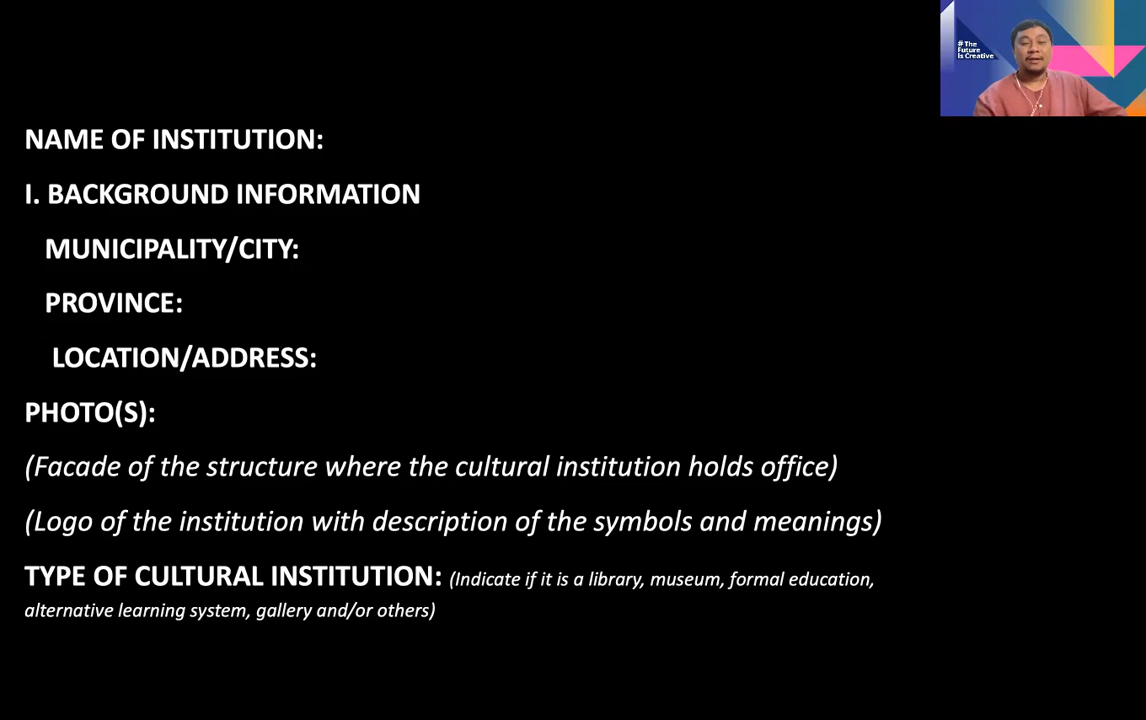 # The
Future
Is Creative
NAME OF INSTITUTION:
I. BACKGROUND INFORMATION
MUNICIPALITY/CITY:
PROVINCE:
LOCATION/ADDRESS:
PHOTO(S):
(Facade of the structure where the cultural institution holds office)
(Logo of the institution with description of the symbols and meanings)
TYPE OF CULTURAL INSTITUTION: (Indicate if it is a library, museum, formal education,
alternative learning system, gallery and/or others)